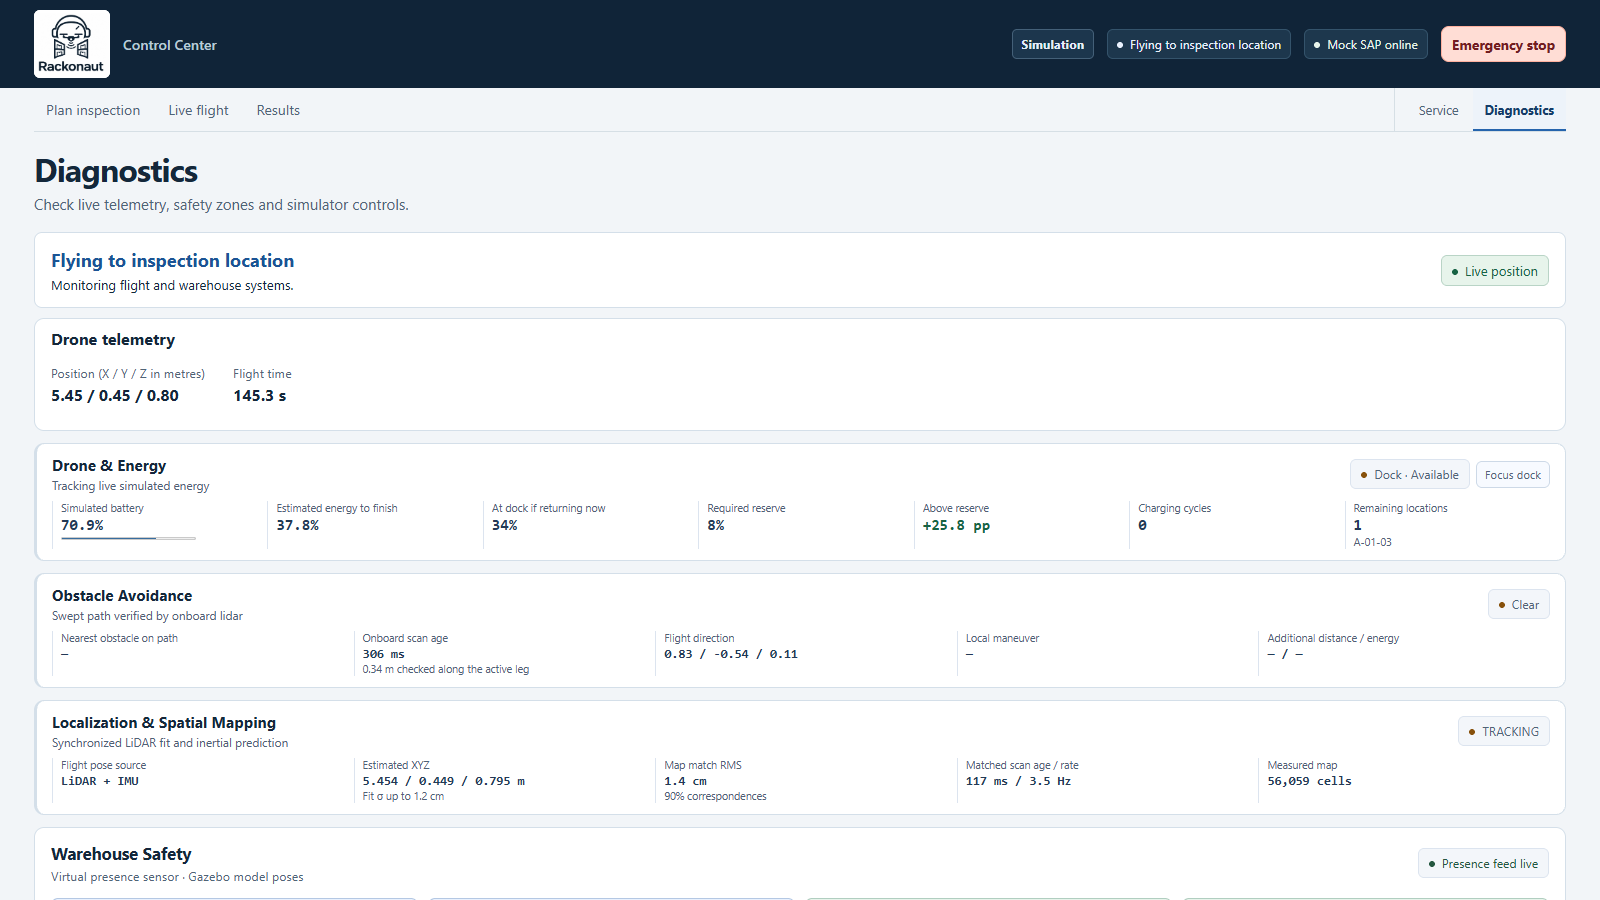 Rackonaut
Control Center
Simulation
Flying to inspection location
Mock SAP online
Emergency stop
Plan inspection
Live flight
Results
Service
Diagnostics
Diagnostics
Check live telemetry, safety zones and simulator controls.
Flying to inspection location
Monitoring flight and warehouse systems.
Live position
Drone telemetry
Position (X / Y / Z in metres)
5.45 / 0.45 / 0.80
Flight time
145.3 s
Drone & Energy
Tracking live simulated energy
Dock · Available
Focus dock
Simulated battery
70.9%
Estimated energy to finish
37.8%
At dock if returning now
34%
Required reserve
8%
Above reserve
+25.8 pp
Charging cycles
0
Remaining locations
1
A-01-03
Obstacle Avoidance
Swept path verified by onboard lidar
Clear
Nearest obstacle on path
—
Onboard scan age
306 ms
0.34 m checked along the active leg
Flight direction
0.83 / -0.54 / 0.11
Local maneuver
—
Additional distance / energy
— / —
Localization & Spatial Mapping
Synchronized LiDAR fit and inertial prediction
TRACKING
Flight pose source
LiDAR + IMU
Estimated XYZ
5.454 / 0.449 / 0.795 m
Fit σ up to 1.2 cm
Map match RMS
1.4 cm
90% correspondences
Matched scan age / rate
117 ms / 3.5 Hz
Measured map
56,059 cells
Warehouse Safety
Virtual presence sensor · Gazebo model poses
Presence feed live